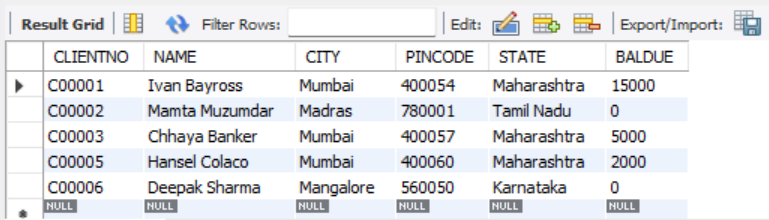 Result Grid Filter Rows: Edit: Export/Import:
CLIENTNO NAME CITY PINCODE STATE BALDUE
C00001 Ivan Bayross Mumbai 400054 Maharashtra 15000
C00002 Mamta Muzumdar Madras 780001 Tamil Nadu 0
C00003 Chhaya Banker Mumbai 400057 Maharashtra 5000
C00005 Hansel Colaco Mumbai 400060 Maharashtra 2000
C00006 Deepak Sharma Mangalore 560050 Karnataka 0
NULL NULL NULL NULL NULL NULL